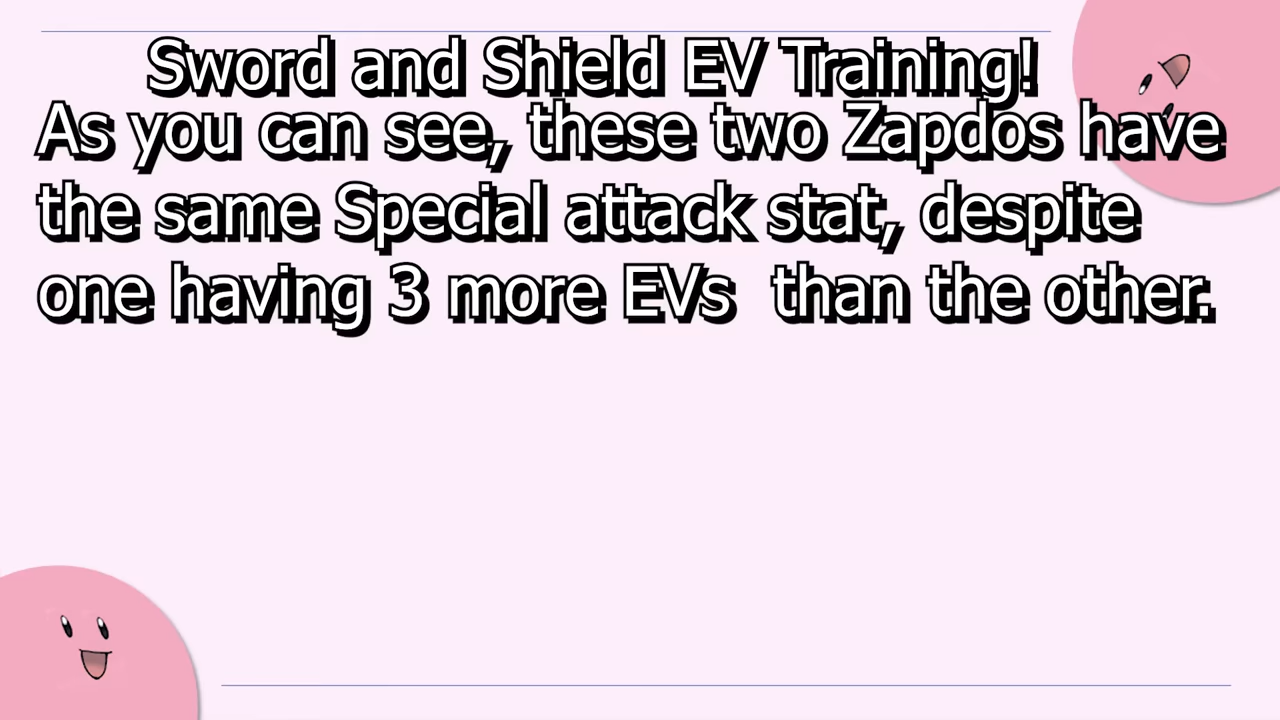 Sword and Shield EV Training!
As you can see, these two Zapdos have
the same Special attack stat, despite
one having 3 more EVs  than the other.